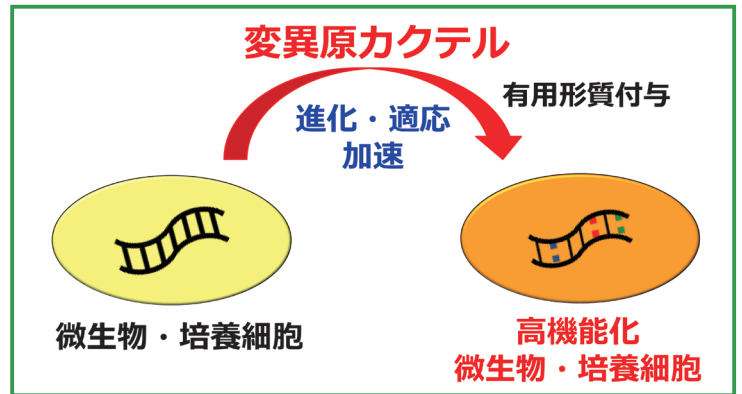 変異原カクテル
有用形質付与
進化・適応
加速
微生物・培養細胞
高機能化
微生物・培養細胞